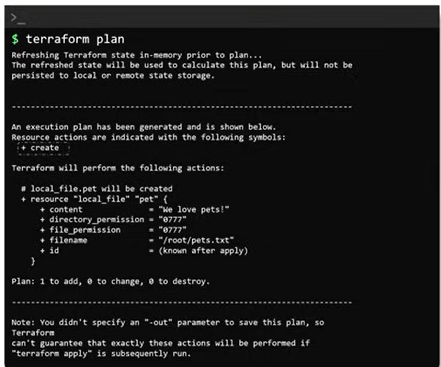 >_
$ terraform plan
Refreshing Terraform state in-memory prior to plan...
The refreshed state will be used to calculate this plan, but will not be
persisted to local or remote state storage.
------------------------------------------------------------------------
An execution plan has been generated and is shown below.
Resource actions are indicated with the following symbols:
+ create
Terraform will perform the following actions:
# local_file.pet will be created
+ resource "local_file" "pet" {
+ content = "We love pets!"
+ directory_permission = "0777"
+ file_permission = "0777"
+ filename = "/root/pets.txt"
+ id = (known after apply)
}
Plan: 1 to add, 0 to change, 0 to destroy.
------------------------------------------------------------------------
Note: You didn't specify an "-out" parameter to save this plan, so
Terraform
can't guarantee that exactly these actions will be performed if
"terraform apply" is subsequently run.